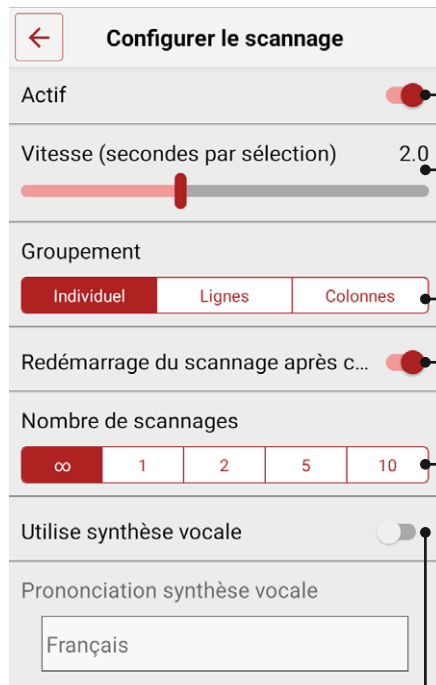 Configurer le scannage
Actif
Vitesse (secondes par sélection) 2.0
Groupement
Individuel Lignes Colonnes
Redémarrage du scannage après c...
Nombre de scannages
∞ 1 2 5 10
Utilise synthèse vocale
Prononciation synthèse vocale
Français